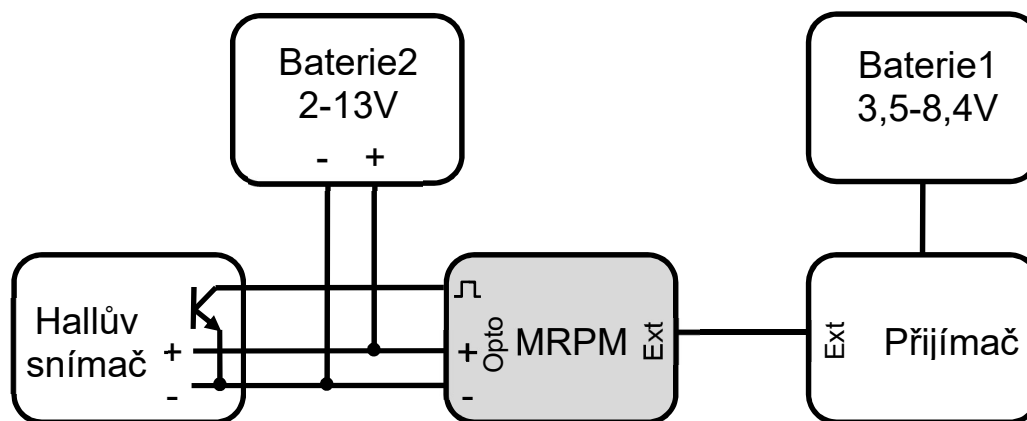 Baterie2
2-13V
- +
Baterie1
3,5-8,4V
Hallův
snímač
+
-
Opto
+
-
MRPM
Ext
Ext
Přijímač